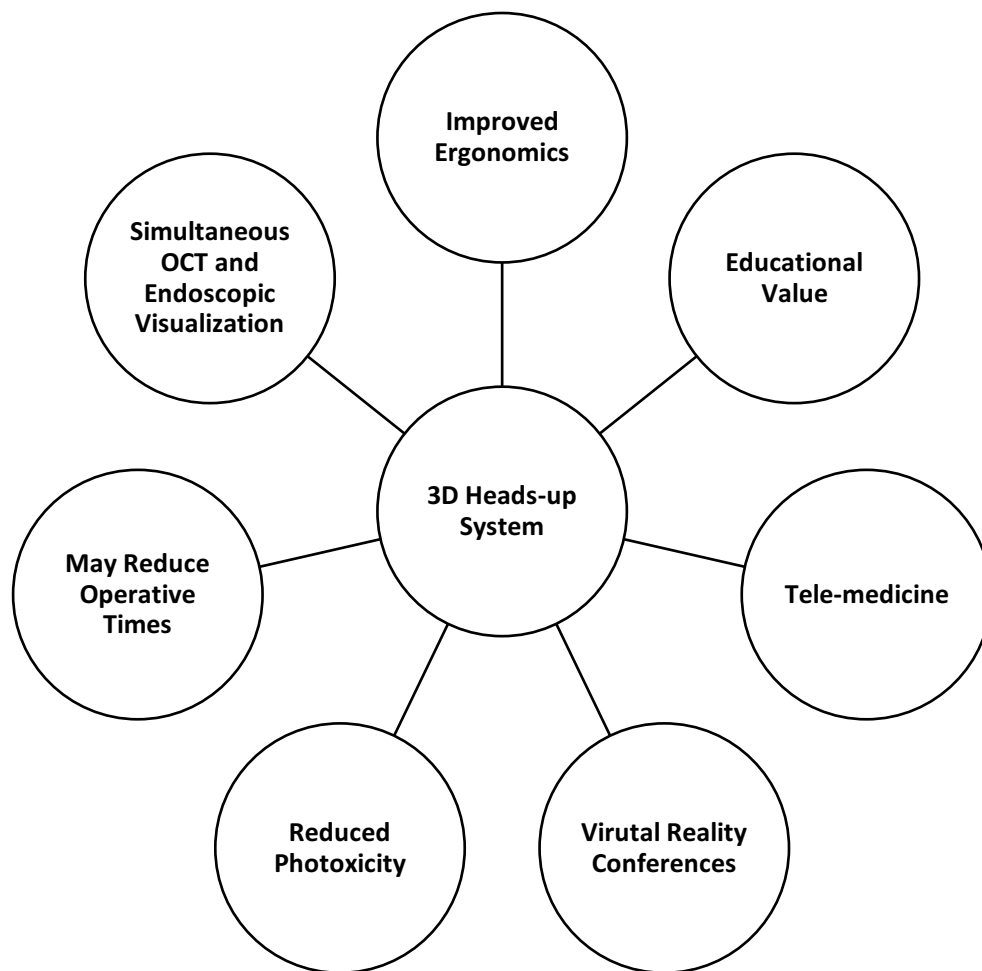 Improved
Ergonomics
Simultaneous
OCT and
Endoscopic
Visualization
Educational
Value
3D Heads-up
System
May Reduce
Operative
Times
Tele-medicine
Reduced
Photoxicity
Virutal Reality
Conferences